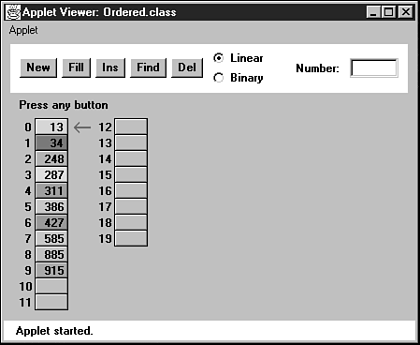 Applet Viewer: Ordered.class
Applet
New Fill Ins Find Del Linear Binary Number:
Press any button
0 13 12
1 34 13
2 248 14
3 287 15
4 311 16
5 386 17
6 427 18
7 585 19
8 885
9 915
10
11
Applet started.